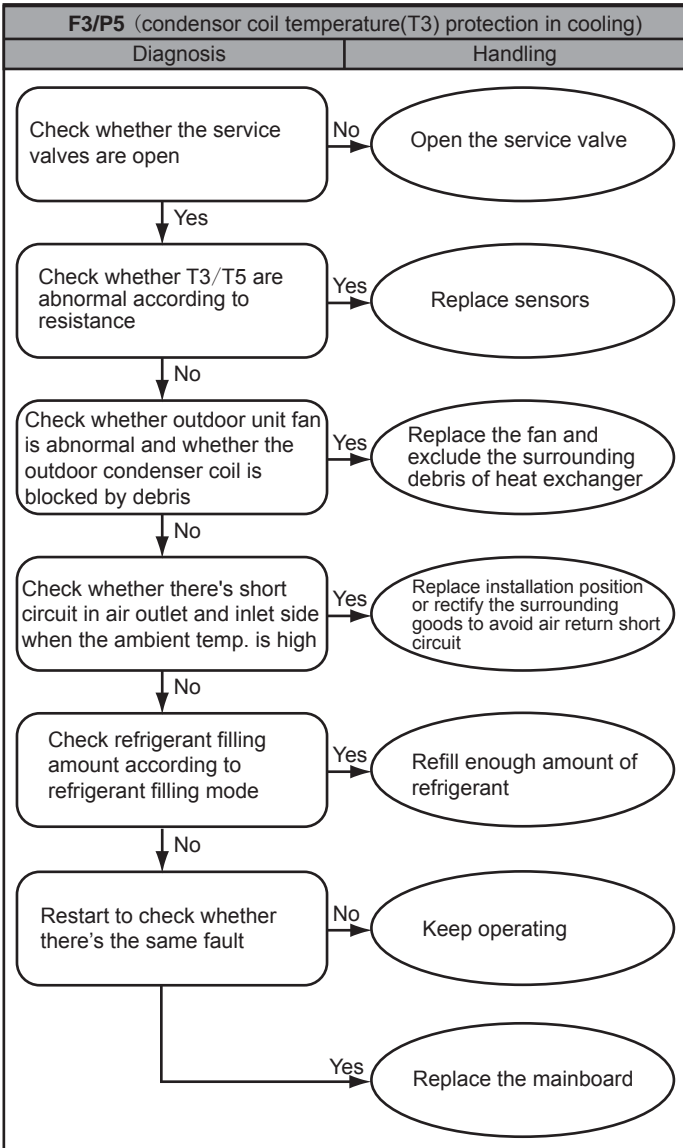 F3/P5（condensor coil temperature(T3) protection in cooling)
Diagnosis
Handling
Check whether the service
valves are open
No
Open the service valve
Yes
Check whether T3/T5 are
abnormal according to
resistance
Yes
Replace sensors
No
Check whether outdoor unit fan
is abnormal and whether the
outdoor condenser coil is
blocked by debris
Yes
Replace the fan and
exclude the surrounding
debris of heat exchanger
No
Check whether there's short
circuit in air outlet and inlet side
when the ambient temp. is high
Yes
Replace installation position
or rectify the surrounding
goods to avoid air return short
circuit
No
Check refrigerant filling
amount according to
refrigerant filling mode
Yes
Refill enough amount of
refrigerant
No
Restart to check whether
there's the same fault
No
Keep operating
Yes
Replace the mainboard